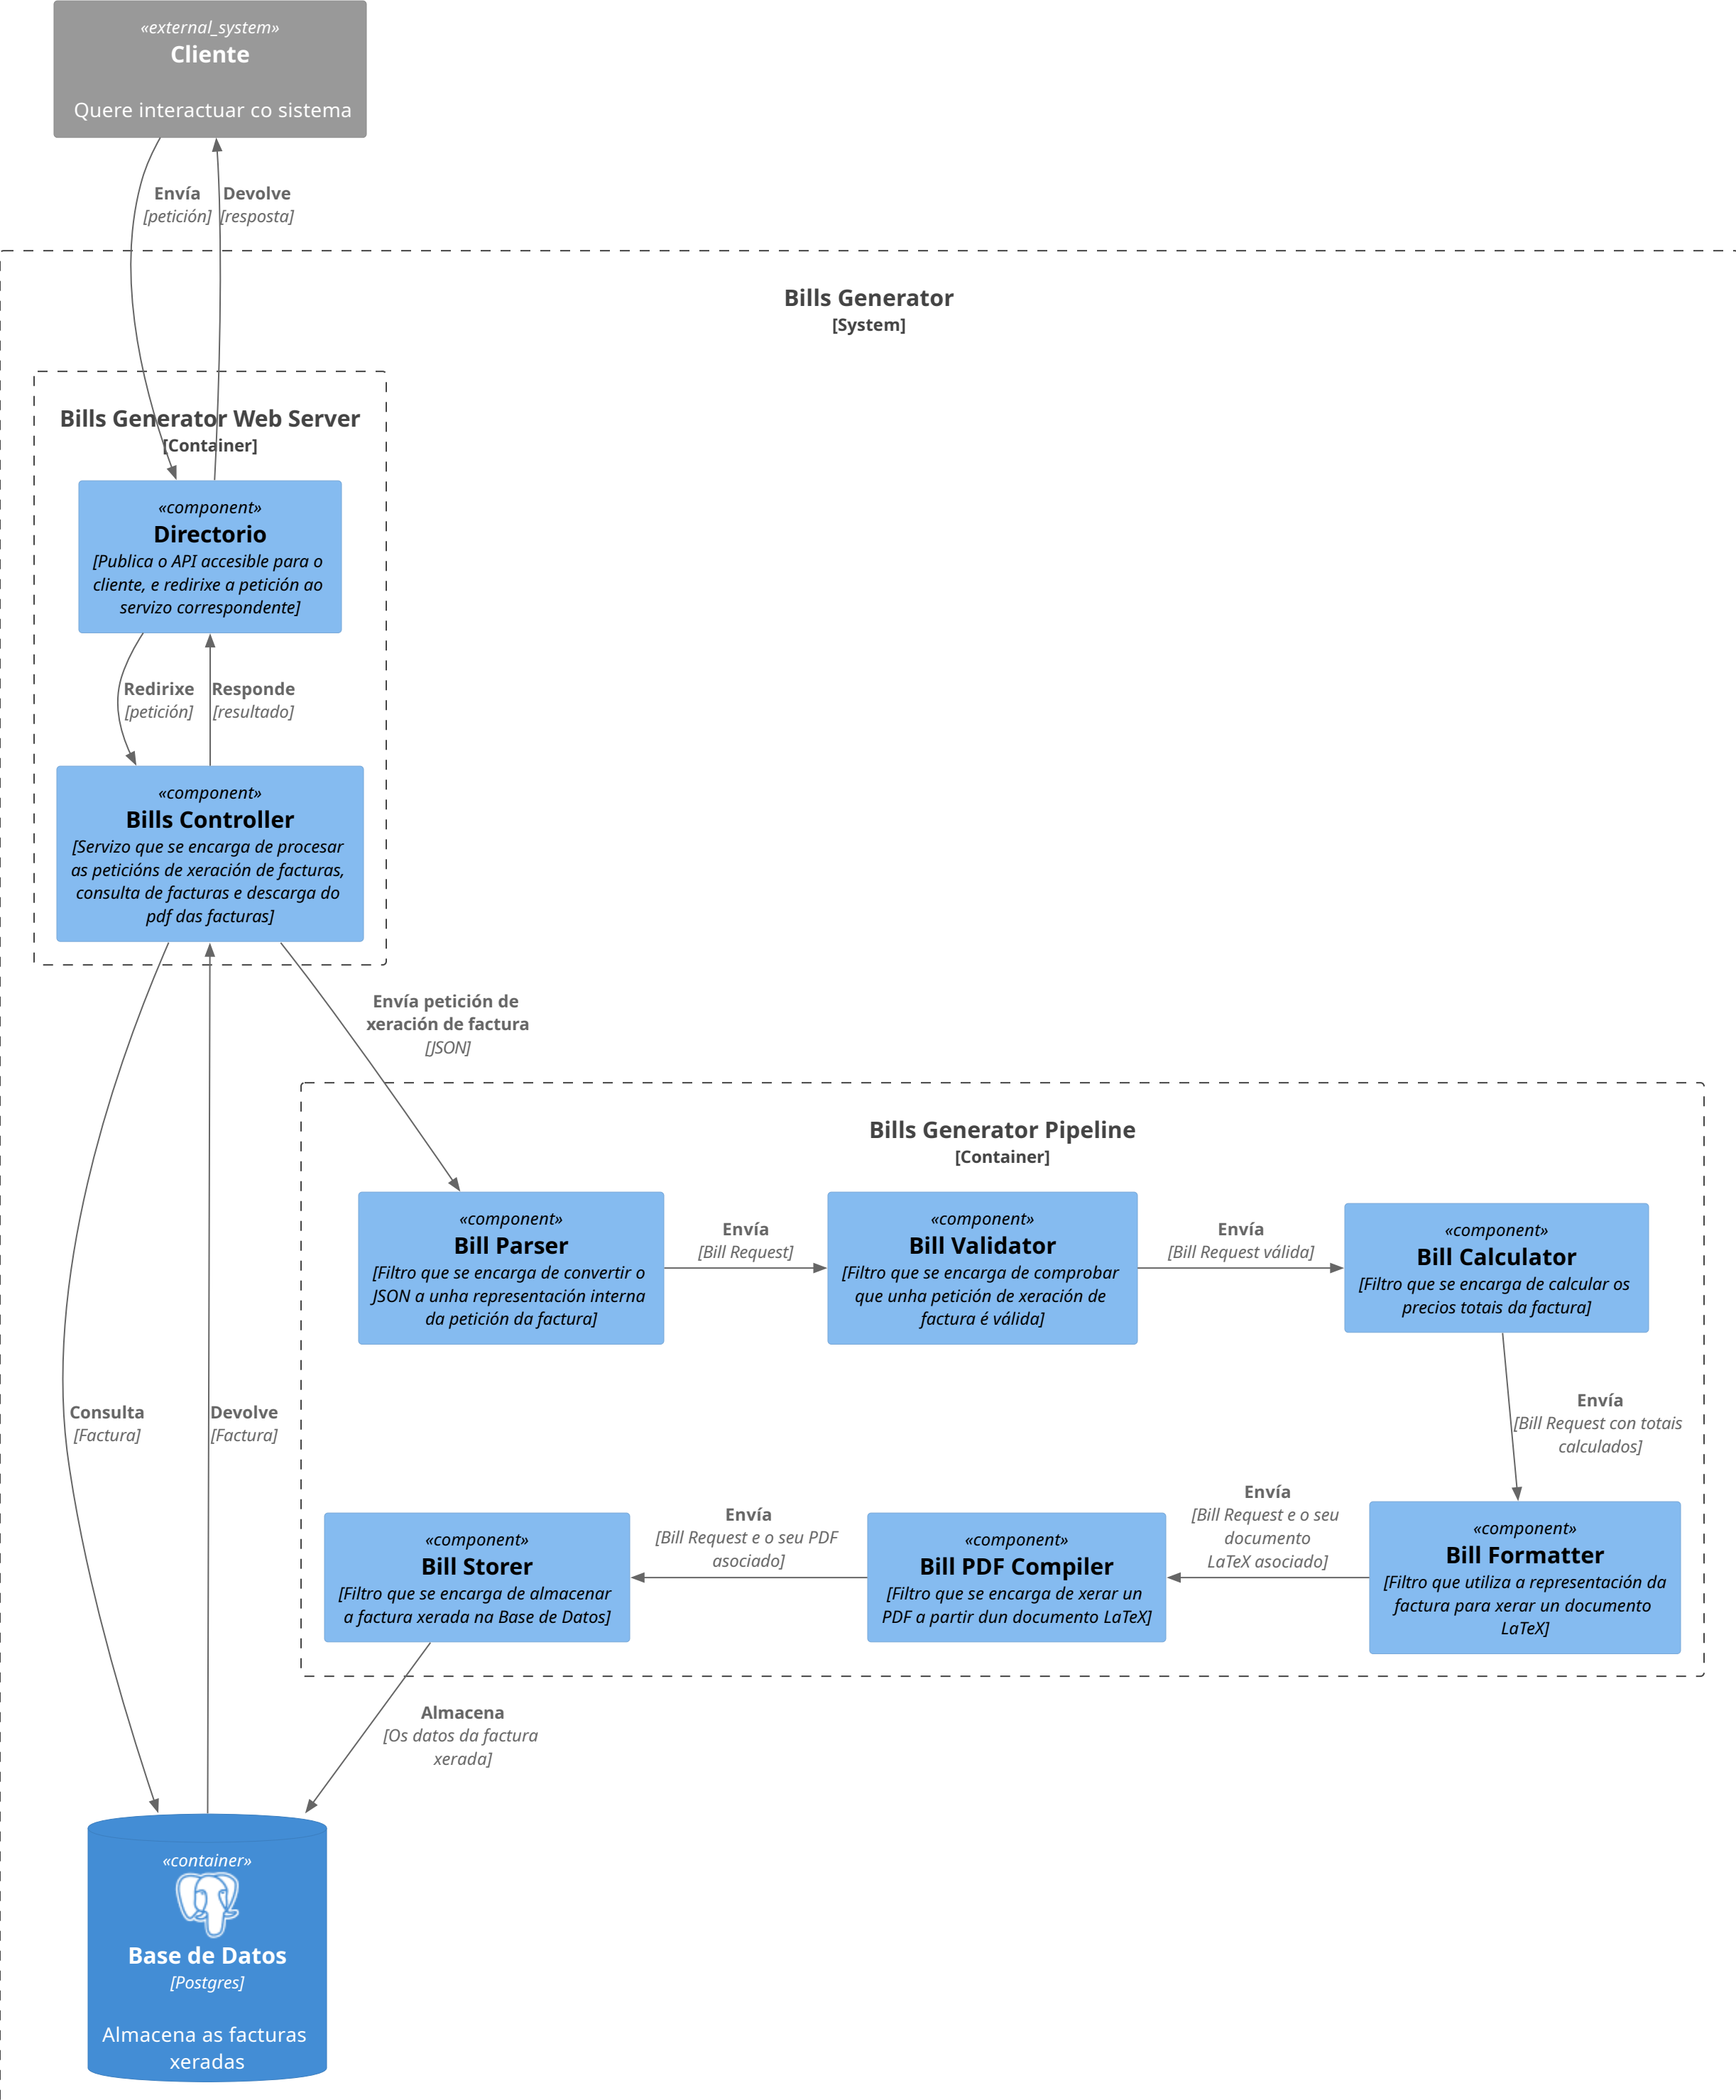 «external_system»
Cliente
Quere interactuar co sistema
Envía
[petición]
Devolve
[resposta]
Bills Generator
[System]
Bills Generator Web Server
[Container]
«component»
Directorio
[Publica o API accesible para o
cliente, e redirixe a petición ao
servizo correspondente]
Redirixe
[petición]
Responde
[resultado]
«component»
Bills Controller
[Servizo que se encarga de procesar
as peticións de xeración de facturas,
consulta de facturas e descarga do
pdf das facturas]
Envía petición de
xeración de factura
[JSON]
Bills Generator Pipeline
[Container]
«component»
Bill Parser
[Filtro que se encarga de convertir o
JSON a unha representación interna
da petición da factura]
Envía
[Bill Request]
«component»
Bill Validator
[Filtro que se encarga de comprobar
que unha petición de xeración de
factura é válida]
Envía
[Bill Request válida]
«component»
Bill Calculator
[Filtro que se encarga de calcular os
precios totais da factura]
Consulta
[Factura]
Devolve
[Factura]
Envía
[Bill Request con totais
calculados]
«component»
Bill Storer
[Filtro que se encarga de almacenar
a factura xerada na Base de Datos]
Envía
[Bill Request e o seu PDF
asociado]
«component»
Bill PDF Compiler
[Filtro que se encarga de xerar un
PDF a partir dun documento LaTeX]
Envía
[Bill Request e o seu
documento
LaTeX asociado]
«component»
Bill Formatter
[Filtro que utiliza a representación da
factura para xerar un documento
LaTeX]
Almacena
[Os datos da factura
xerada]
«container»
Base de Datos
[Postgres]
Almacena as facturas
xeradas